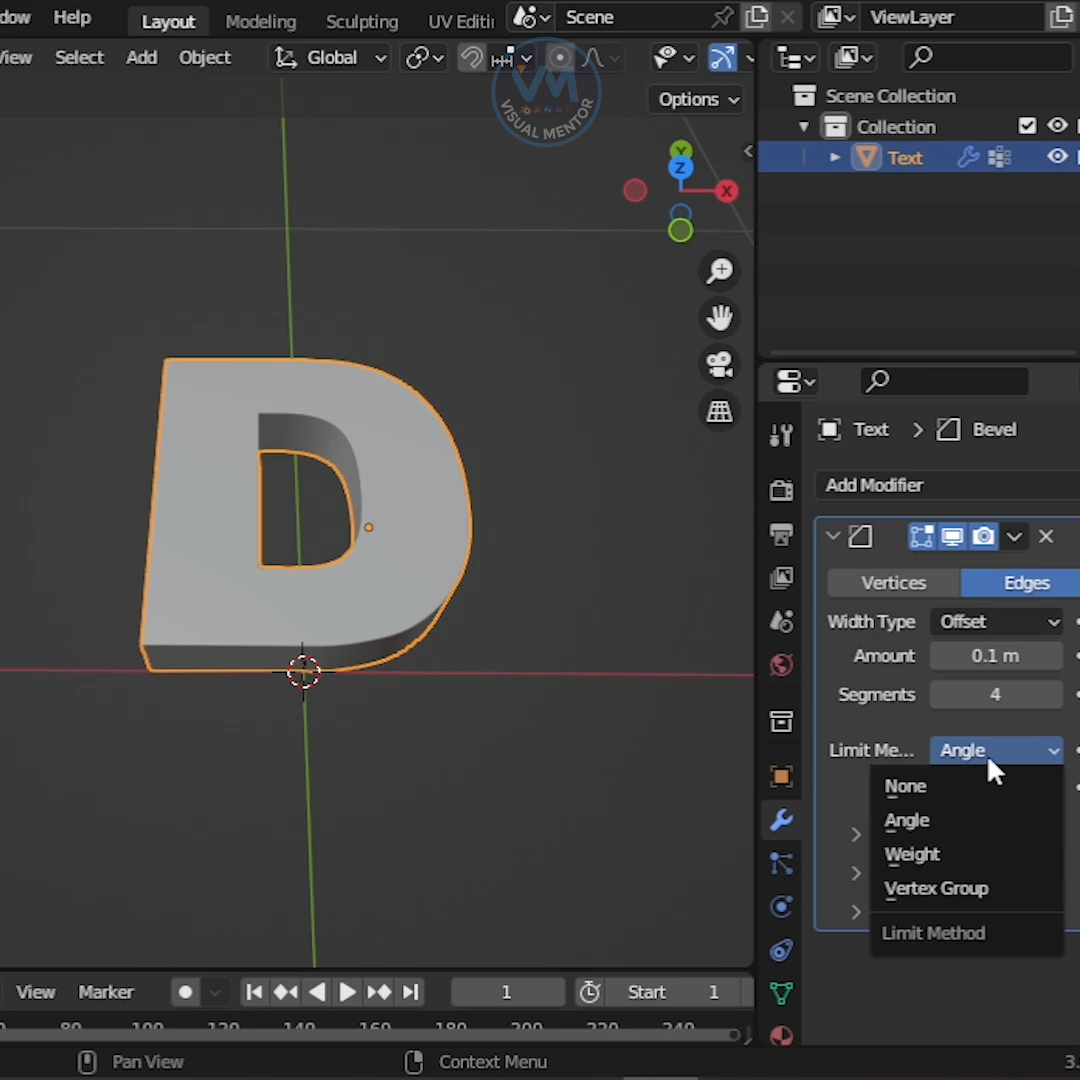 dow Help Layout Modeling Sculpting UV Editi Scene ViewLayer
View Select Add Object Global
VM
VISUAL MENTOR
Options
Y
Z
X
Scene Collection
Collection
Text
Text > Bevel
Add Modifier
Vertices Edges
Width Type Offset
Amount 0.1 m
Segments 4
Limit Me... Angle
None
Angle
Weight
Vertex Group
Limit Method
D
View Marker 1 Start 1
80 100 120 140 160 180 200 220 240
Pan View Context Menu 3.